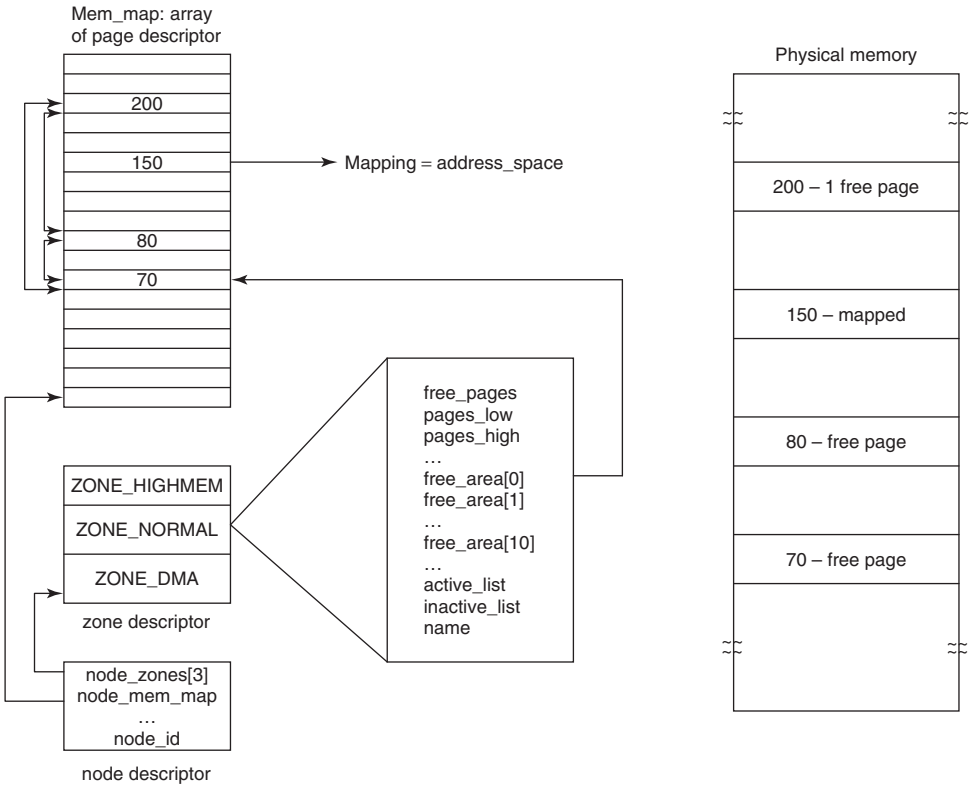 Mem_map: array
of page descriptor
200
150
80
70
Mapping = address_space
ZONE_HIGHMEM
ZONE_NORMAL
ZONE_DMA
zone descriptor
node_zones[3]
node_mem_map
…
node_id
node descriptor
free_pages
pages_low
pages_high
…
free_area[0]
free_area[1]
…
free_area[10]
…
active_list
inactive_list
name
Physical memory
200 – 1 free page
150 – mapped
80 – free page
70 – free page